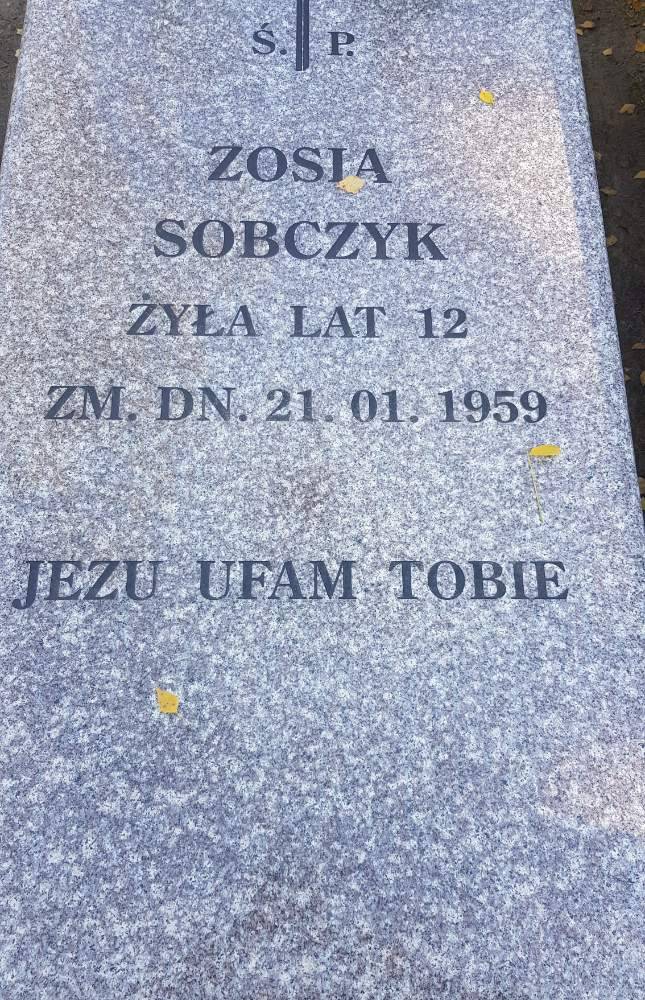 Ś. P.
ZOSIA
SOBCZYK
ŻYŁA LAT 12
ZM. DN. 21. 01. 1959
JEZU UFAM TOBIE